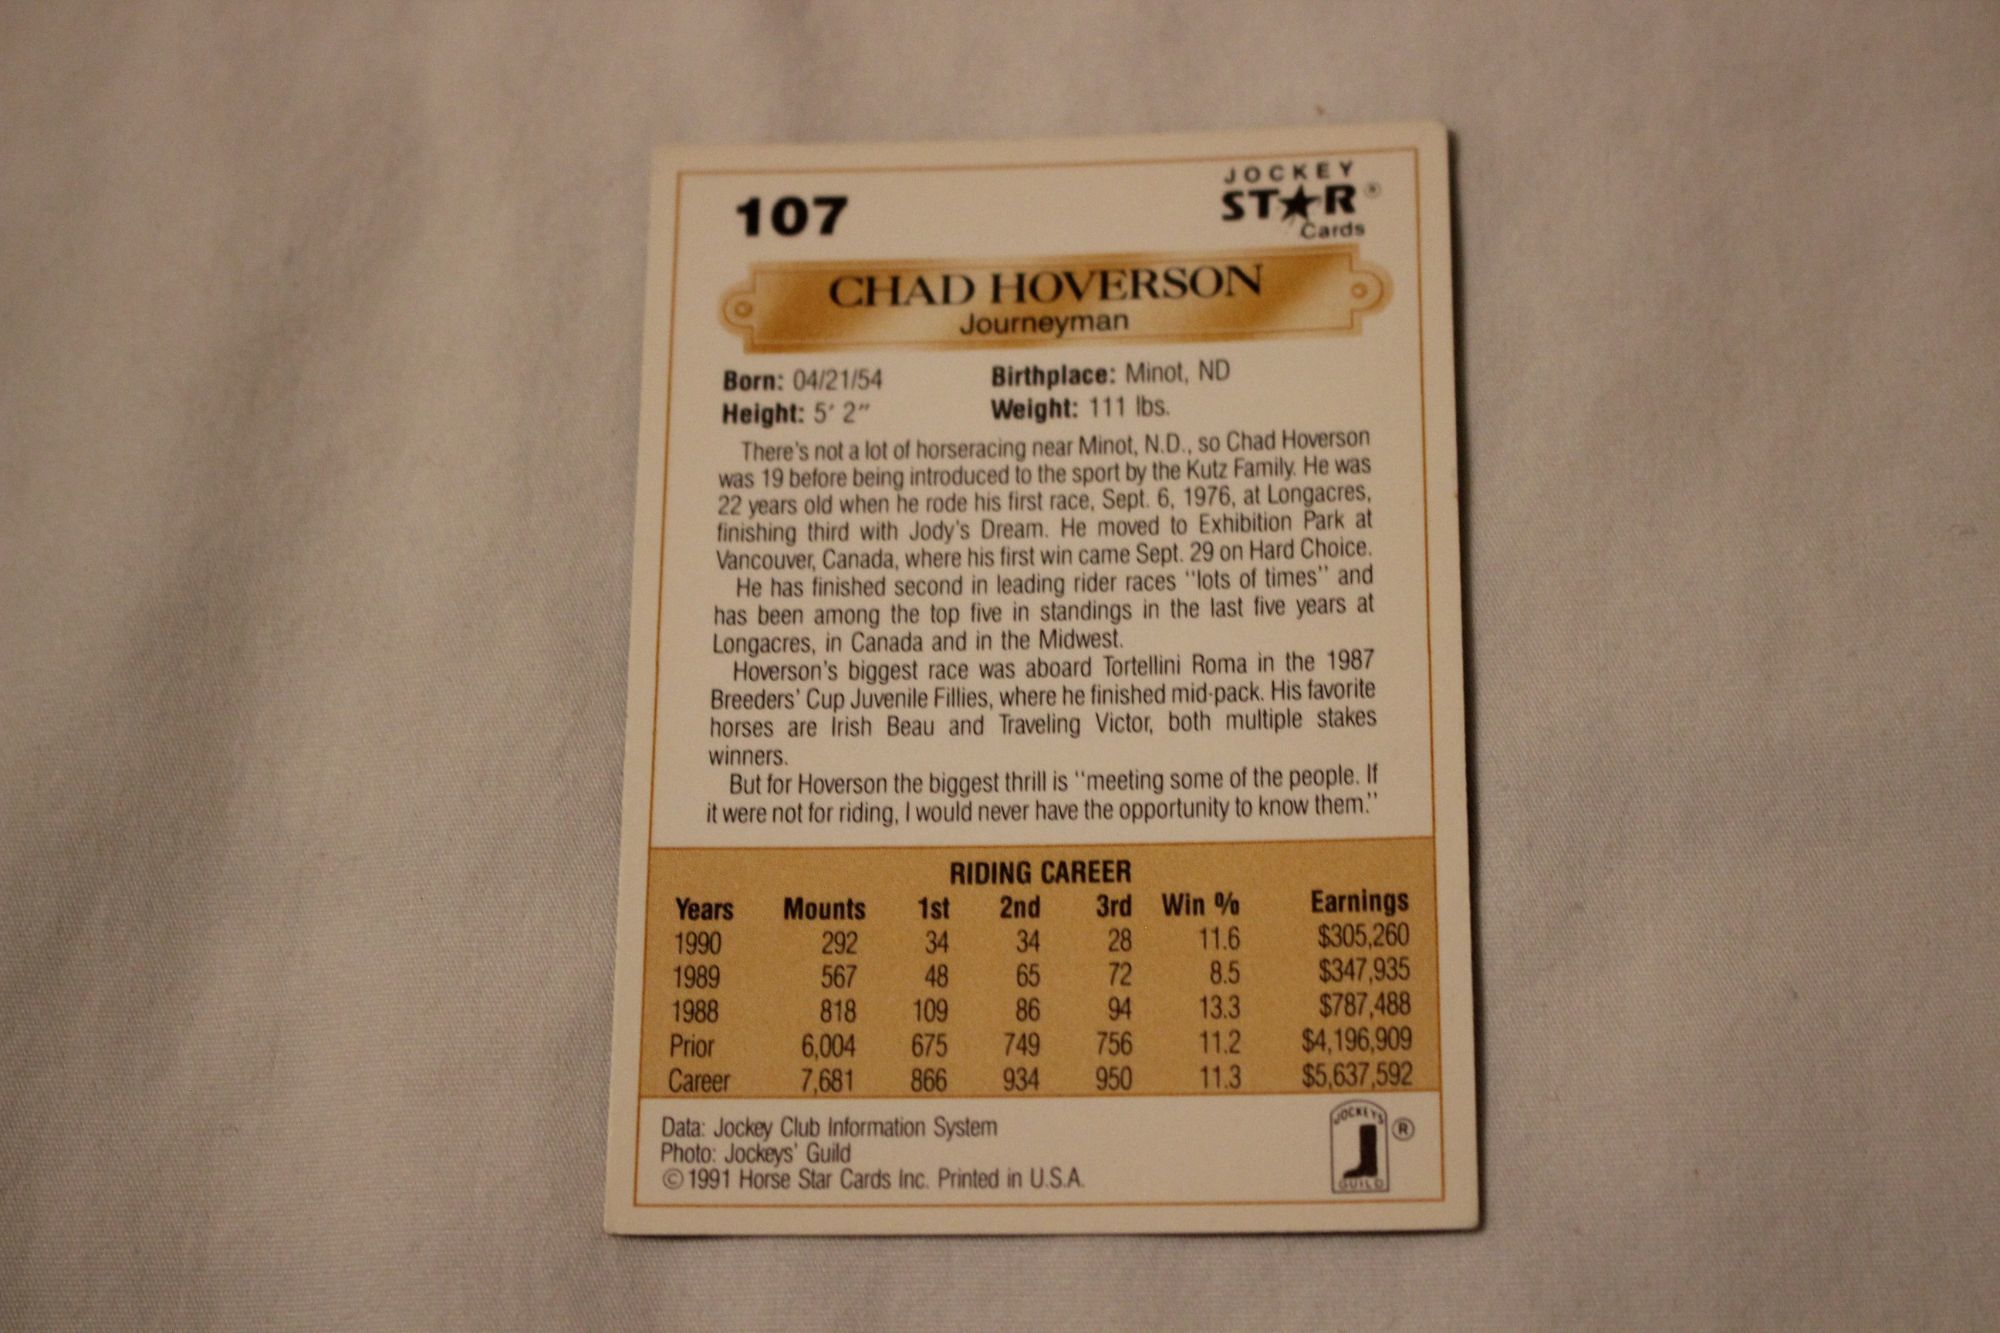 107
JOCKEY
ST★R®
Cards
CHAD HOVERSON
Journeyman
Born: 04/21/54 Birthplace: Minot, ND
Height: 5' 2" Weight: 111 lbs.
There's not a lot of horseracing near Minot, N.D., so Chad Hoverson
was 19 before being introduced to the sport by the Kutz Family. He was
22 years old when he rode his first race, Sept. 6, 1976, at Longacres,
finishing third with Jody's Dream. He moved to Exhibition Park at
Vancouver, Canada, where his first win came Sept. 29 on Hard Choice.
He has finished second in leading rider races "lots of times" and
has been among the top five in standings in the last five years at
Longacres, in Canada and in the Midwest.
Hoverson's biggest race was aboard Tortellini Roma in the 1987
Breeders' Cup Juvenile Fillies, where he finished mid-pack. His favorite
horses are Irish Beau and Traveling Victor, both multiple stakes
winners.
But for Hoverson the biggest thrill is "meeting some of the people. If
it were not for riding, I would never have the opportunity to know them."
RIDING CAREER
Years Mounts 1st 2nd 3rd Win % Earnings
1990 292 34 34 28 11.6 $305,260
1989 567 48 65 72 8.5 $347,935
1988 818 109 86 94 13.3 $787,488
Prior 6,004 675 749 756 11.2 $4,196,909
Career 7,681 866 934 950 11.3 $5,637,592
Data: Jockey Club Information System
Photo: Jockeys' Guild
©1991 Horse Star Cards Inc. Printed in U.S.A.
JOCKEYS
GUILD
®